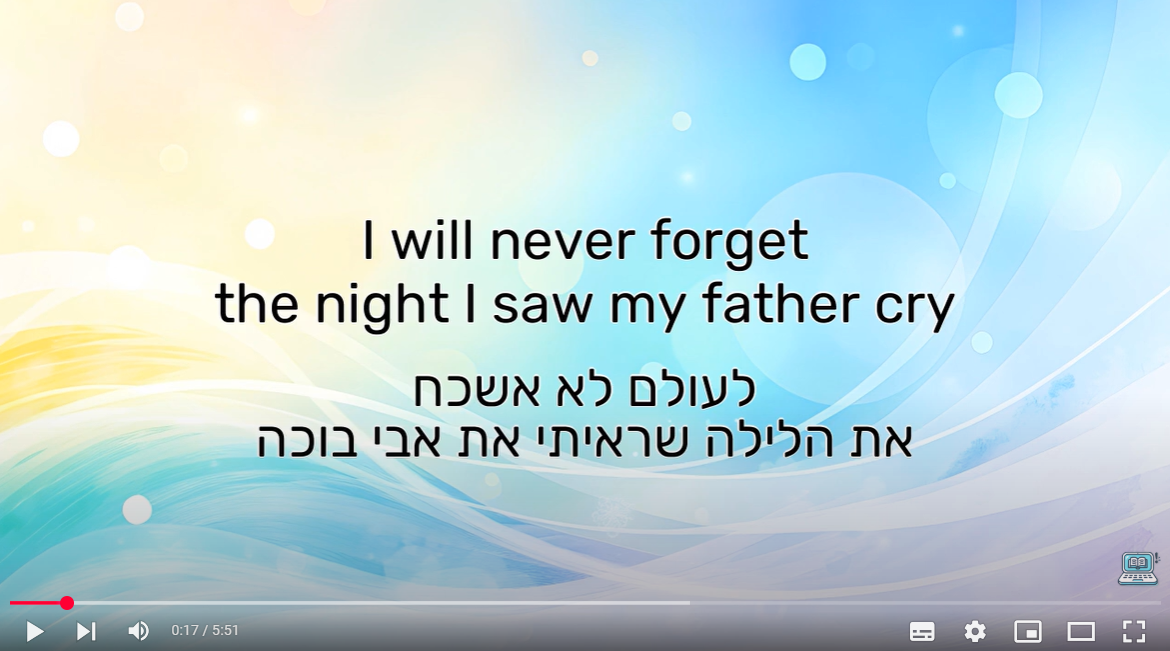 I will never forget
the night I saw my father cry
לעולם לא אשכח
את הלילה שראיתי את אבי בוכה
0:17 / 5:51